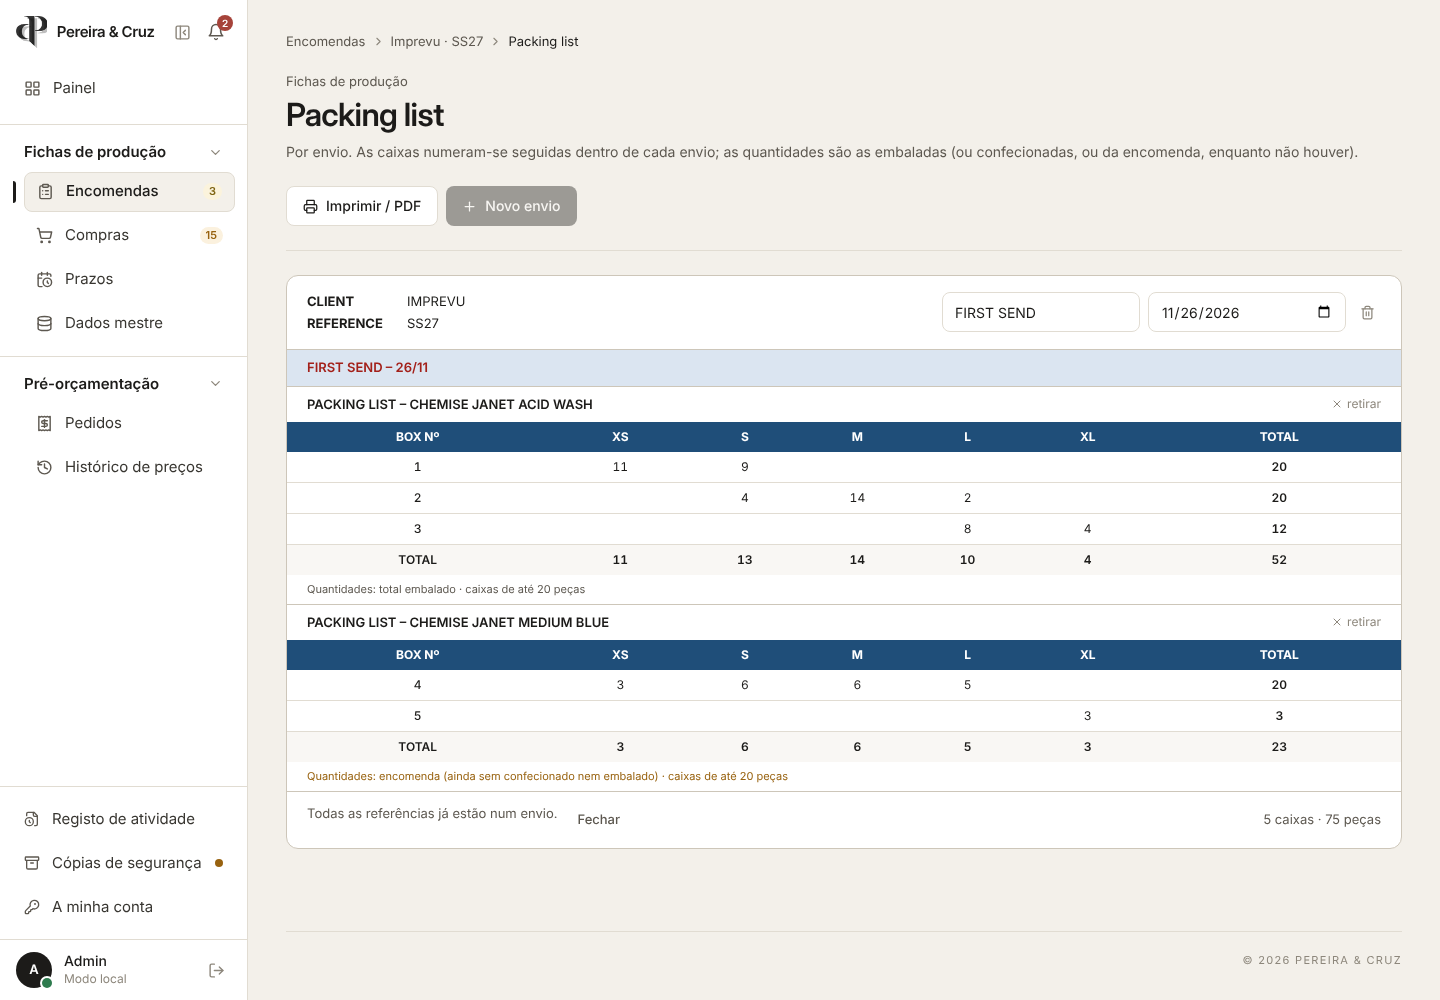 Pereira & Cruz
2
Painel
Fichas de produção
Encomendas 3
Compras 15
Prazos
Dados mestre
Pré-orçamentação
Pedidos
Histórico de preços
Registo de atividade
Cópias de segurança
A minha conta
A
Admin
Modo local
Encomendas > Imprevu · SS27 > Packing list
Fichas de produção
Packing list
Por envio. As caixas numeram-se seguidas dentro de cada envio; as quantidades são as embaladas (ou confecionadas, ou da encomenda, enquanto não houver).
Imprimir / PDF
+ Novo envio
CLIENT IMPREVU
REFERENCE SS27
FIRST SEND
11/26/2026
FIRST SEND – 26/11
PACKING LIST – CHEMISE JANET ACID WASH × retirar
BOX Nº XS S M L XL TOTAL
1 11 9 20
2 4 14 2 20
3 8 4 12
TOTAL 11 13 14 10 4 52
Quantidades: total embalado · caixas de até 20 peças
PACKING LIST – CHEMISE JANET MEDIUM BLUE × retirar
BOX Nº XS S M L XL TOTAL
4 3 6 6 5 20
5 3 3
TOTAL 3 6 6 5 3 23
Quantidades: encomenda (ainda sem confecionado nem embalado) · caixas de até 20 peças
Todas as referências já estão num envio. Fechar 5 caixas · 75 peças
© 2026 PEREIRA & CRUZ